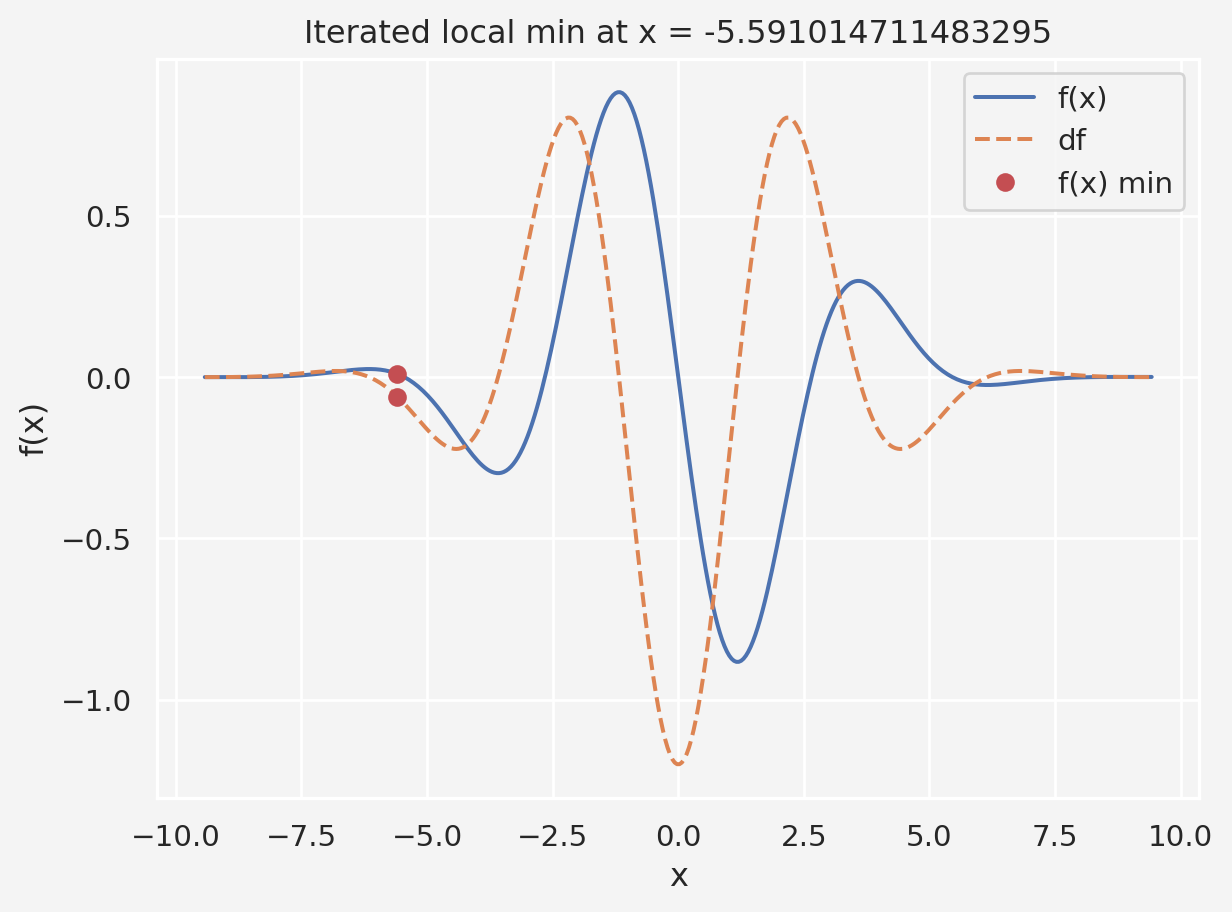 Iterated local min at x = -5.591014711483295
f(x)
df
f(x) min
0.5
0.0
−0.5
−1.0
f(x)
−10.0 −7.5 −5.0 −2.5 0.0 2.5 5.0 7.5 10.0
x